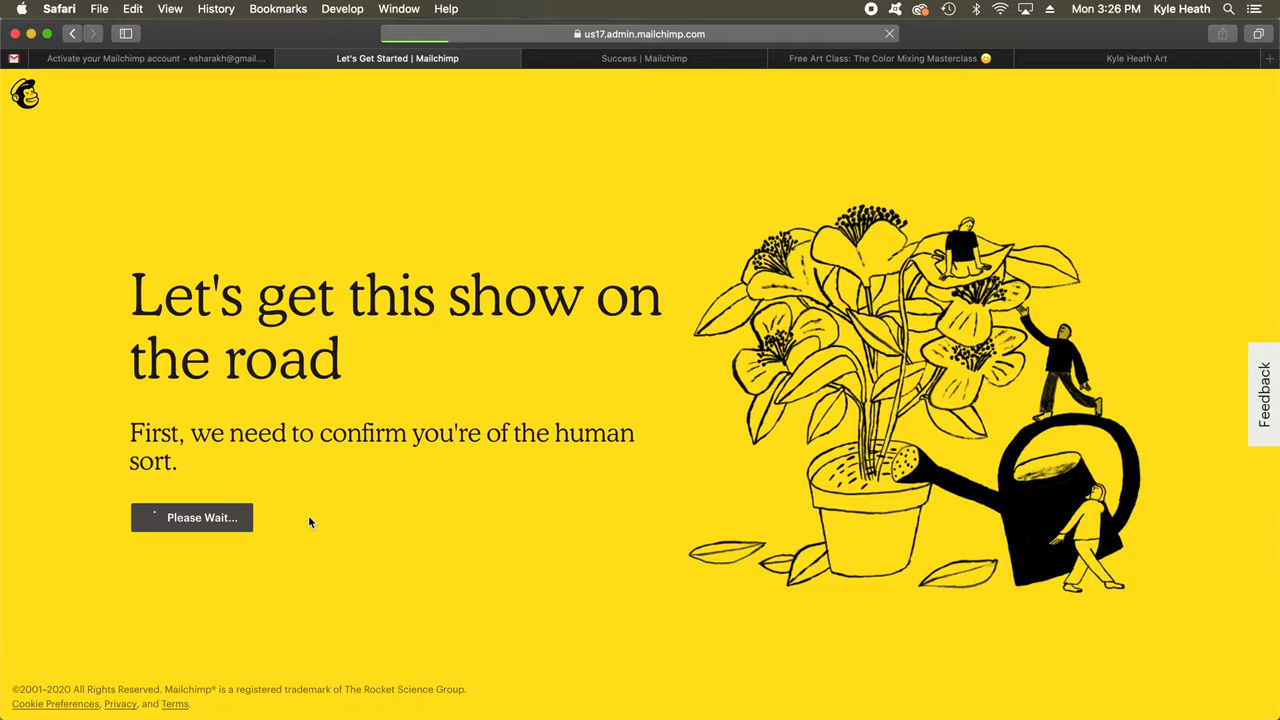 Safari File Edit View History Bookmarks Develop Window Help Mon 3:26 PM Kyle Heath
us17.admin.mailchimp.com
Activate your Mailchimp account - esharakh@gmail.... Let's Get Started | Mailchimp Success | Mailchimp Free Art Class: The Color Mixing Masterclass 😊 Kyle Heath Art
Let's get this show on
the road
First, we need to confirm you're of the human
sort.
Please Wait...
Feedback
©2001–2020 All Rights Reserved. Mailchimp® is a registered trademark of The Rocket Science Group.
Cookie Preferences, Privacy, and Terms.